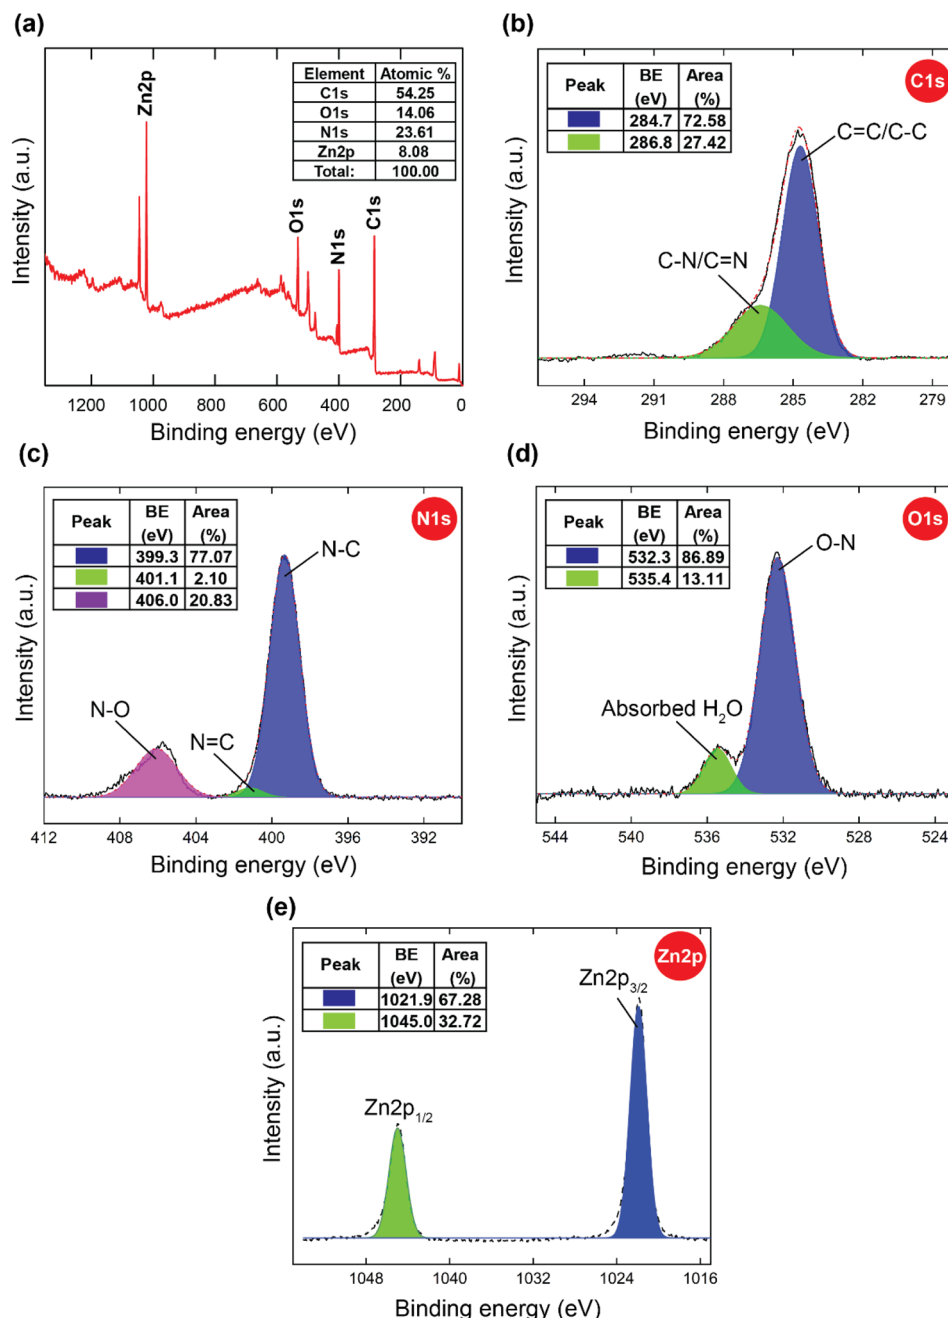 (a)
Zn2p
O1s
N1s
C1s
Element Atomic %
C1s 54.25
O1s 14.06
N1s 23.61
Zn2p 8.08
Total: 100.00
Intensity (a.u.)
1200 1000 800 600 400 200 0
Binding energy (eV)
(b)
C1s
Peak BE (eV) Area (%)
284.7 72.58
286.8 27.42
C=C/C-C
C-N/C=N
Intensity (a.u.)
294 291 288 285 282 279
Binding energy (eV)
(c)
N1s
Peak BE (eV) Area (%)
399.3 77.07
401.1 2.10
406.0 20.83
N-C
N-O
N=C
Intensity (a.u.)
412 408 404 400 396 392
Binding energy (eV)
(d)
O1s
Peak BE (eV) Area (%)
532.3 86.89
535.4 13.11
O-N
Absorbed H₂O
Intensity (a.u.)
544 540 536 532 528 524
Binding energy (eV)
(e)
Zn2p
Peak BE (eV) Area (%)
1021.9 67.28
1045.0 32.72
Zn2p₃/₂
Zn2p₁/₂
Intensity (a.u.)
1048 1040 1032 1024 1016
Binding energy (eV)